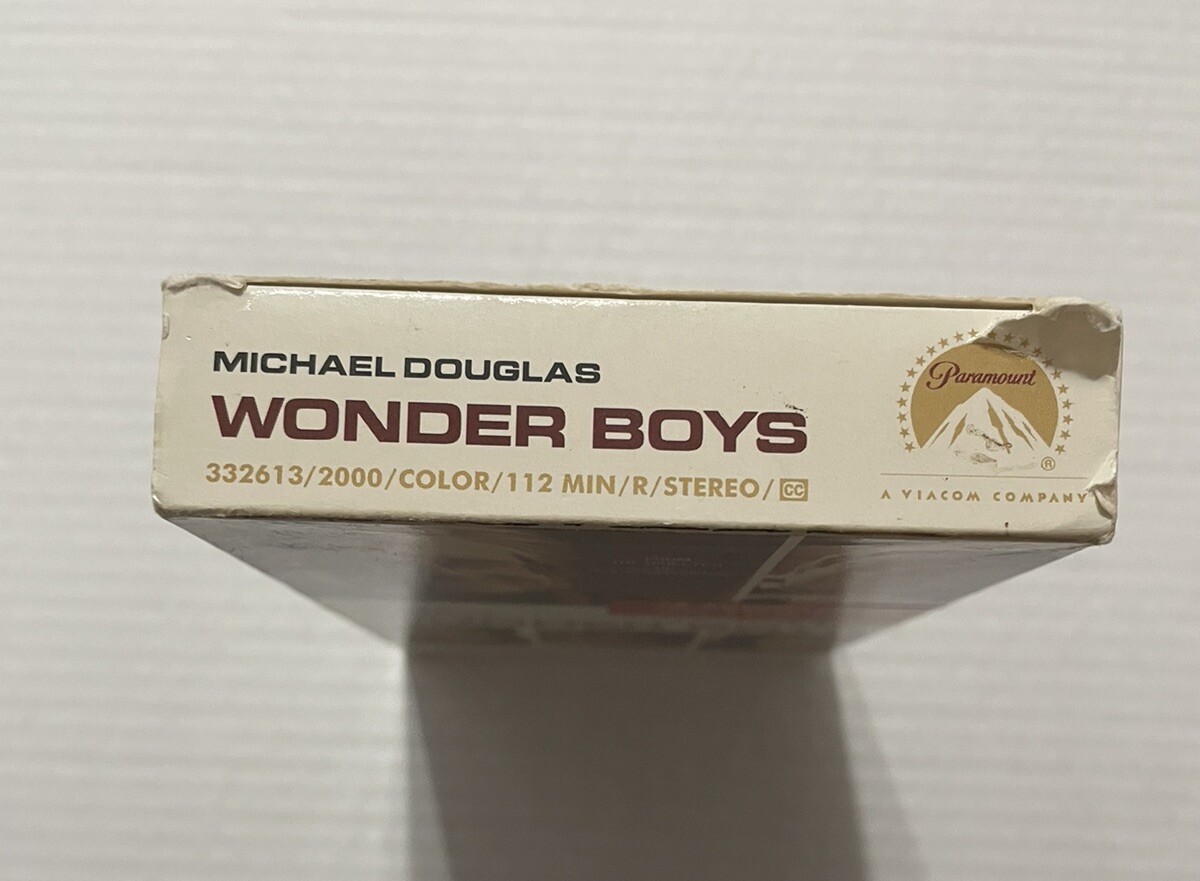 MICHAEL DOUGLAS
WONDER BOYS
332613/2000/COLOR/112 MIN/R/STEREO/CC
Paramount
®
A VIACOM COMPANY